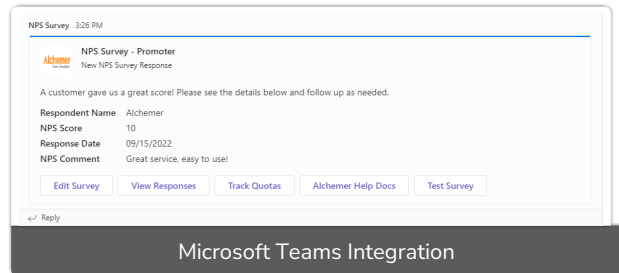 NPS Survey 3:26 PM
Alchemer
NPS Survey - Promoter
New NPS Survey Response
A customer gave us a great score! Please see the details below and follow up as needed.
Respondent Name Alchemer
NPS Score 10
Response Date 09/15/2022
NPS Comment Great service, easy to use!
Edit Survey View Responses Track Quotas Alchemer Help Docs Test Survey
Reply
Microsoft Teams Integration